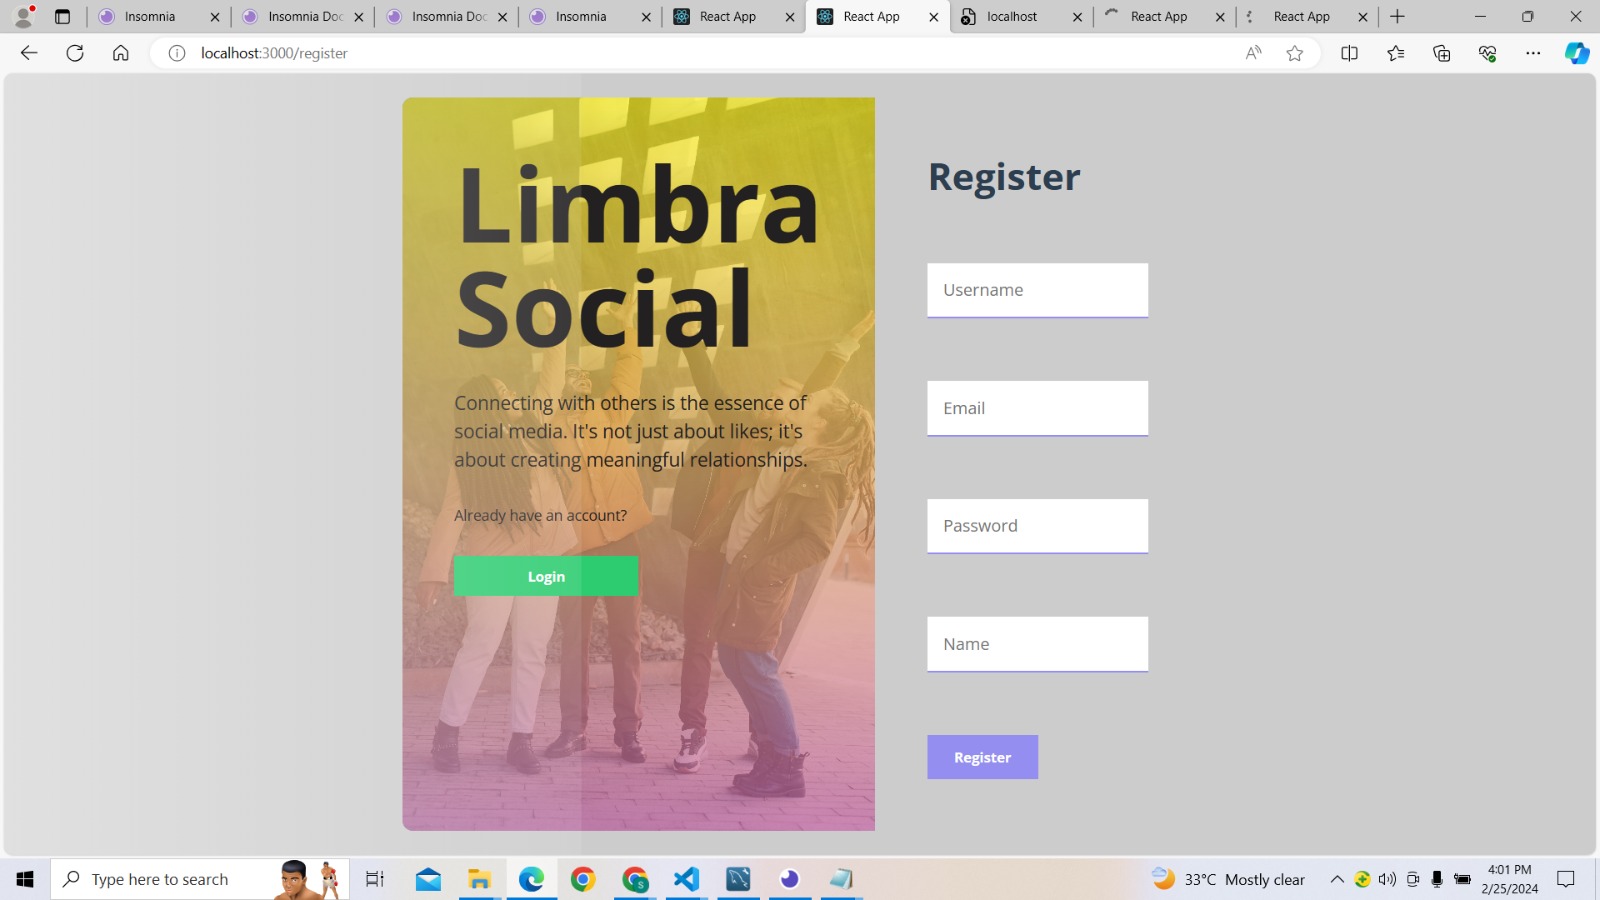 Insomnia
Insomnia Doc
Insomnia Doc
Insomnia
React App
React App
localhost
React App
React App
localhost:3000/register
Limbra
Social
Connecting with others is the essence of
social media. It's not just about likes; it's
about creating meaningful relationships.
Already have an account?
Login
Register
Username
Email
Password
Name
Register
Type here to search
33°C Mostly clear
4:01 PM
2/25/2024